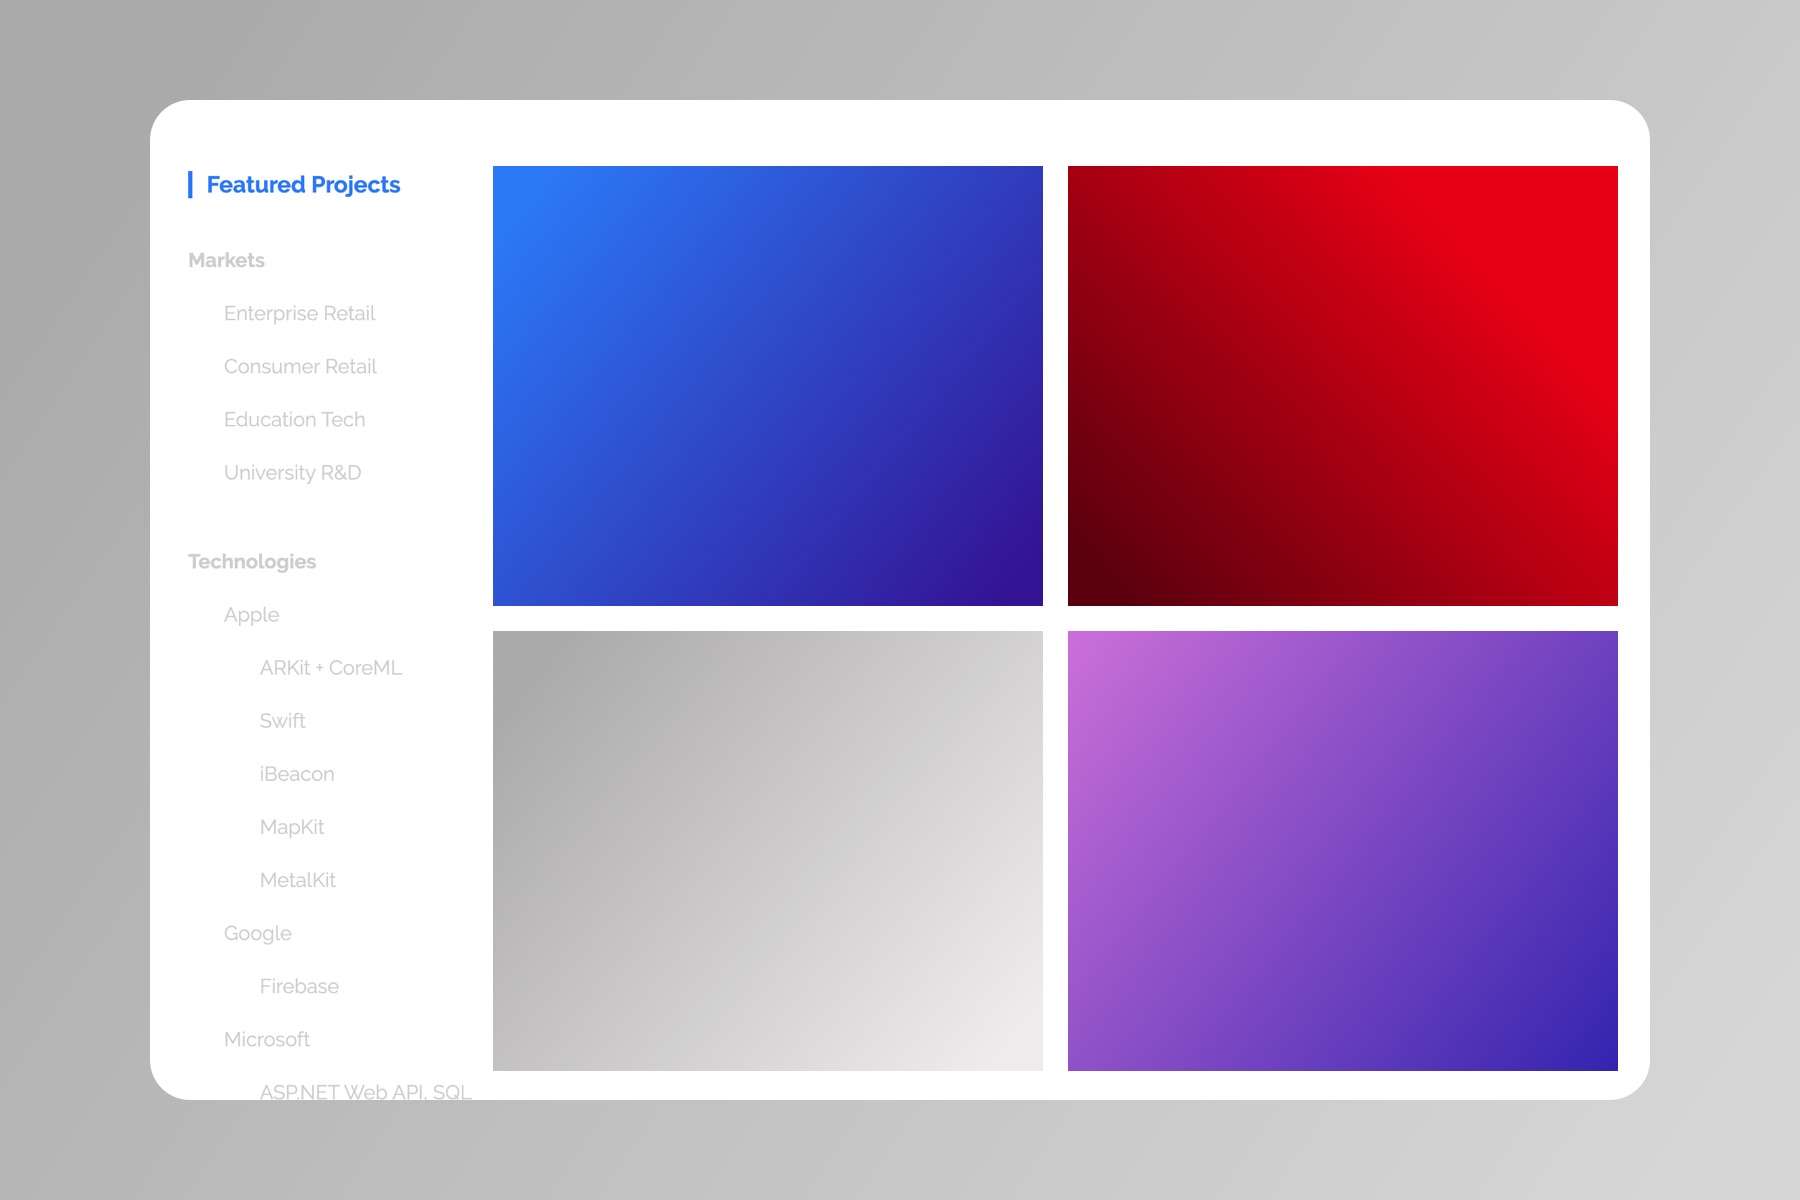 Featured Projects
Markets
Enterprise Retail
Consumer Retail
Education Tech
University R&D
Technologies
Apple
ARKit + CoreML
Swift
iBeacon
MapKit
MetalKit
Google
Firebase
Microsoft
ASP.NET Web API, SQL